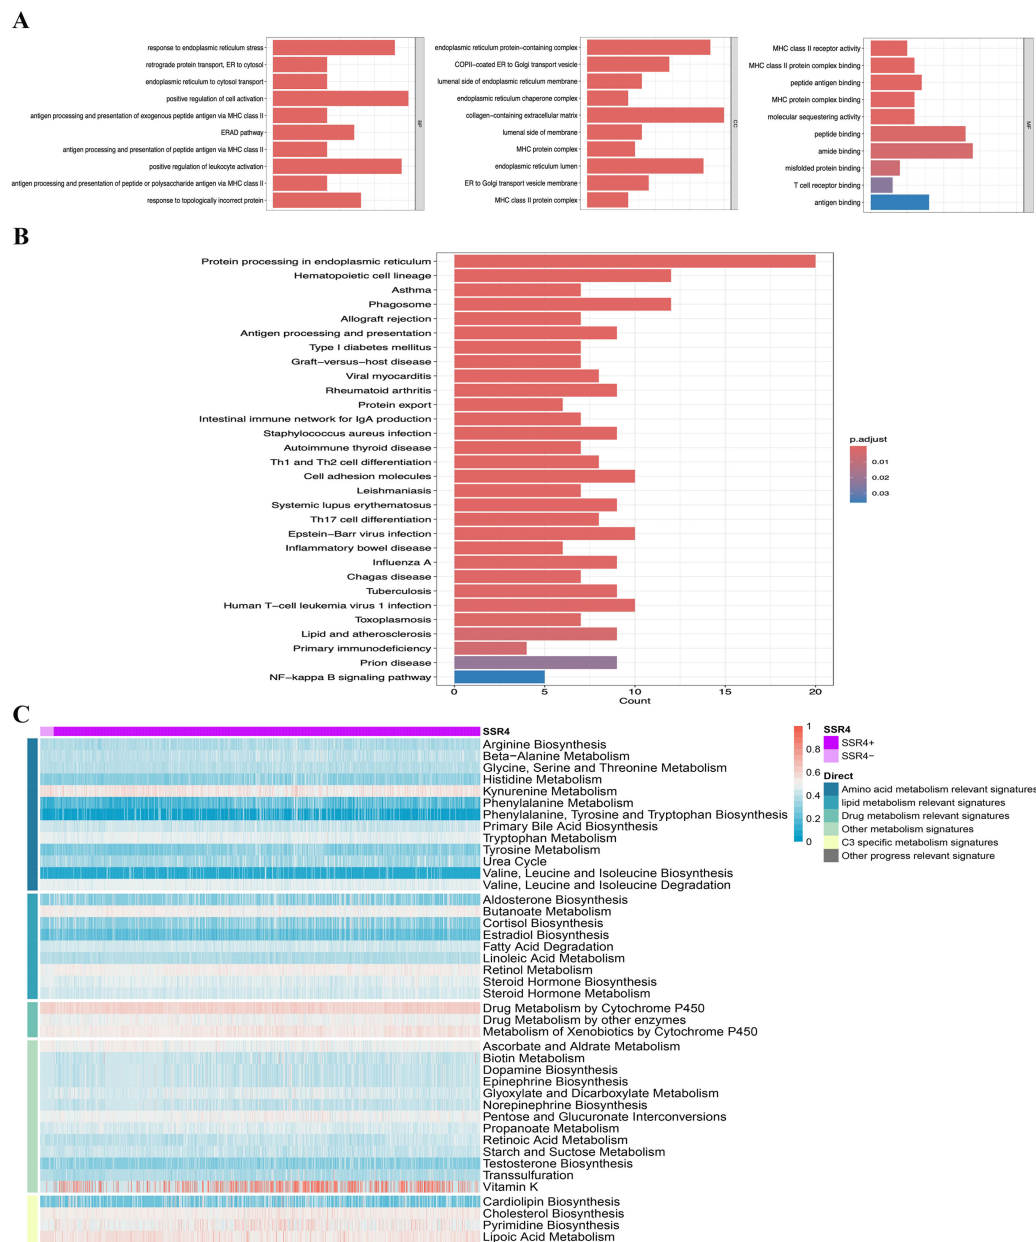 A
response to endoplasmic reticulum stress
retrograde protein transport, ER to cytosol
endoplasmic reticulum to cytosol transport
positive regulation of cell activation
antigen processing and presentation of exogenous peptide antigen via MHC class II
ERAD pathway
antigen processing and presentation of peptide antigen via MHC class II
positive regulation of leukocyte activation
antigen processing and presentation of peptide or polysaccharide antigen via MHC class II
response to topologically incorrect protein
BP
endoplasmic reticulum protein−containing complex
COPII−coated ER to Golgi transport vesicle
lumenal side of endoplasmic reticulum membrane
endoplasmic reticulum chaperone complex
collagen−containing extracellular matrix
lumenal side of membrane
MHC protein complex
endoplasmic reticulum lumen
ER to Golgi transport vesicle membrane
MHC class II protein complex
CC
MHC class II receptor activity
MHC class II protein complex binding
peptide antigen binding
MHC protein complex binding
molecular sequestering activity
peptide binding
amide binding
misfolded protein binding
T cell receptor binding
antigen binding
MF
B
Protein processing in endoplasmic reticulum
Hematopoietic cell lineage
Asthma
Phagosome
Allograft rejection
Antigen processing and presentation
Type I diabetes mellitus
Graft−versus−host disease
Viral myocarditis
Rheumatoid arthritis
Protein export
Intestinal immune network for IgA production
Staphylococcus aureus infection
Autoimmune thyroid disease
Th1 and Th2 cell differentiation
Cell adhesion molecules
Leishmaniasis
Systemic lupus erythematosus
Th17 cell differentiation
Epstein−Barr virus infection
Inflammatory bowel disease
Influenza A
Chagas disease
Tuberculosis
Human T−cell leukemia virus 1 infection
Toxoplasmosis
Lipid and atherosclerosis
Primary immunodeficiency
Prion disease
NF−kappa B signaling pathway
0 5 10 15 20
Count
p.adjust
0.01
0.02
0.03
C
SSR4
Arginine Biosynthesis
Beta−Alanine Metabolism
Glycine, Serine and Threonine Metabolism
Histidine Metabolism
Kynurenine Metabolism
Phenylalanine Metabolism
Phenylalanine, Tyrosine and Tryptophan Biosynthesis
Primary Bile Acid Biosynthesis
Tryptophan Metabolism
Tyrosine Metabolism
Urea Cycle
Valine, Leucine and Isoleucine Biosynthesis
Valine, Leucine and Isoleucine Degradation
Aldosterone Biosynthesis
Butanoate Metabolism
Cortisol Biosynthesis
Estradiol Biosynthesis
Fatty Acid Degradation
Linoleic Acid Metabolism
Retinol Metabolism
Steroid Hormone Biosynthesis
Steroid Hormone Metabolism
Drug Metabolism by Cytochrome P450
Drug Metabolism by other enzymes
Metabolism of Xenobiotics by Cytochrome P450
Ascorbate and Aldrate Metabolism
Biotin Metabolism
Dopamine Biosynthesis
Epinephrine Biosynthesis
Glyoxylate and Dicarboxylate Metabolism
Norepinephrine Biosynthesis
Pentose and Glucuronate Interconversions
Propanoate Metabolism
Retinoic Acid Metabolism
Starch and Suctose Metabolism
Testosterone Biosynthesis
Transsulfuration
Vitamin K
Cardiolipin Biosynthesis
Cholesterol Biosynthesis
Pyrimidine Biosynthesis
Lipoic Acid Metabolism
1
0.8
0.6
0.4
0.2
0
SSR4
SSR4+
SSR4−
Direct
Amino acid metabolism relevant signatures
lipid metabolism relevant signatures
Drug metabolism relevant signatures
Other metabolism signatures
C3 specific metabolism signatures
Other progress relevant signature